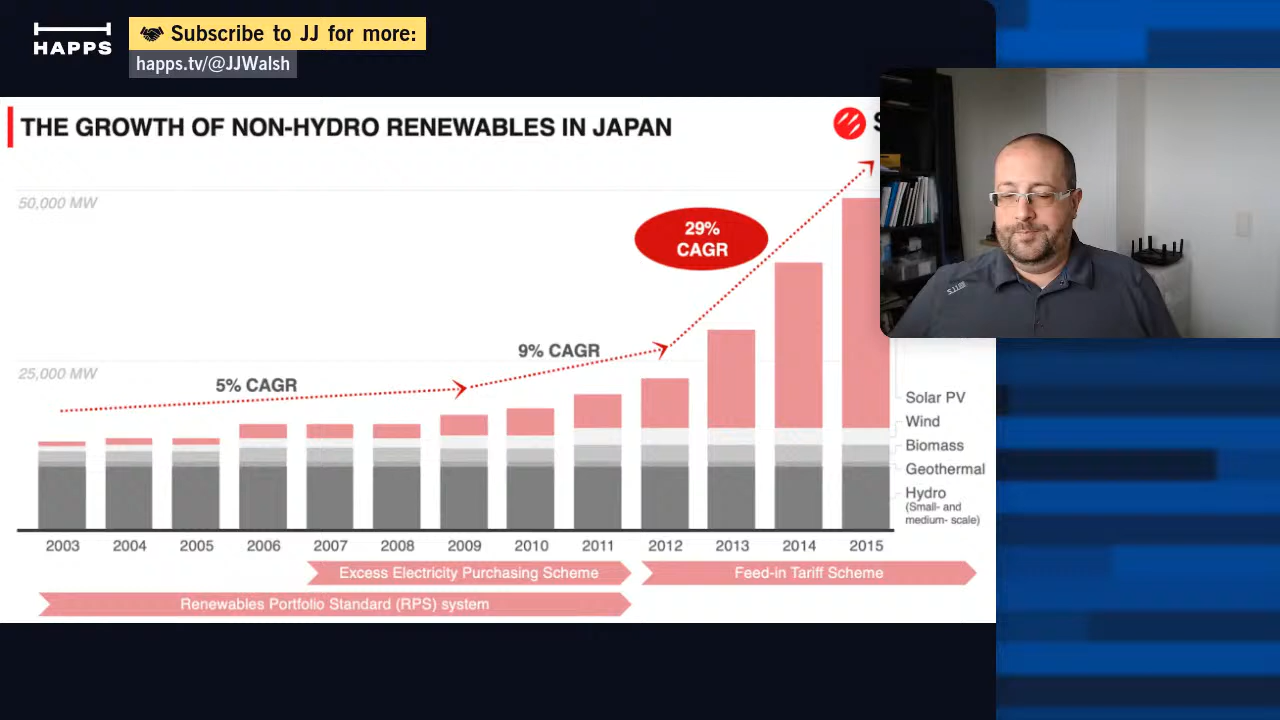 HAPPS
Subscribe to JJ for more:
happs.tv/@JJWalsh
THE GROWTH OF NON-HYDRO RENEWABLES IN JAPAN
50,000 MW
29%
CAGR
9% CAGR
25,000 MW
5% CAGR
Solar PV
Wind
Biomass
Geothermal
Hydro
(Small- and
medium- scale)
2003 2004 2005 2006 2007 2008 2009 2010 2011 2012 2013 2014 2015
Excess Electricity Purchasing Scheme
Feed-in Tariff Scheme
Renewables Portfolio Standard (RPS) system